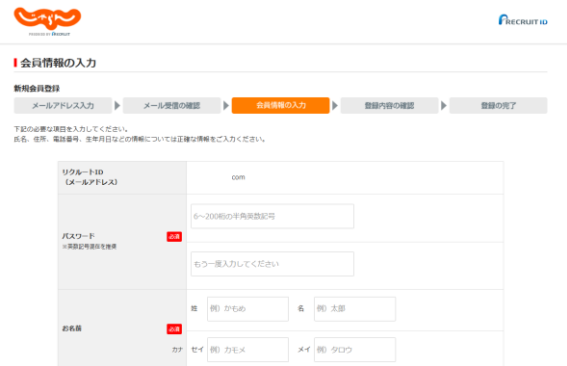 じゃらん
PRODUCED BY RECRUIT
RECRUIT ID
会員情報の入力
新規会員登録
メールアドレス入力 メール受信の確認 会員情報の入力 登録内容の確認 登録の完了
下記の必要な項目を入力してください。
氏名、住所、電話番号、生年月日などの情報については正確な情報をご入力ください。
リクルートID
(メールアドレス)
com
パスワード 必須
※英数記号混在を推奨
6～200桁の半角英数記号
もう一度入力してください
お名前 必須
姓 例）かもめ 名 例）太郎
カナ セイ 例）カモメ メイ 例）タロウ